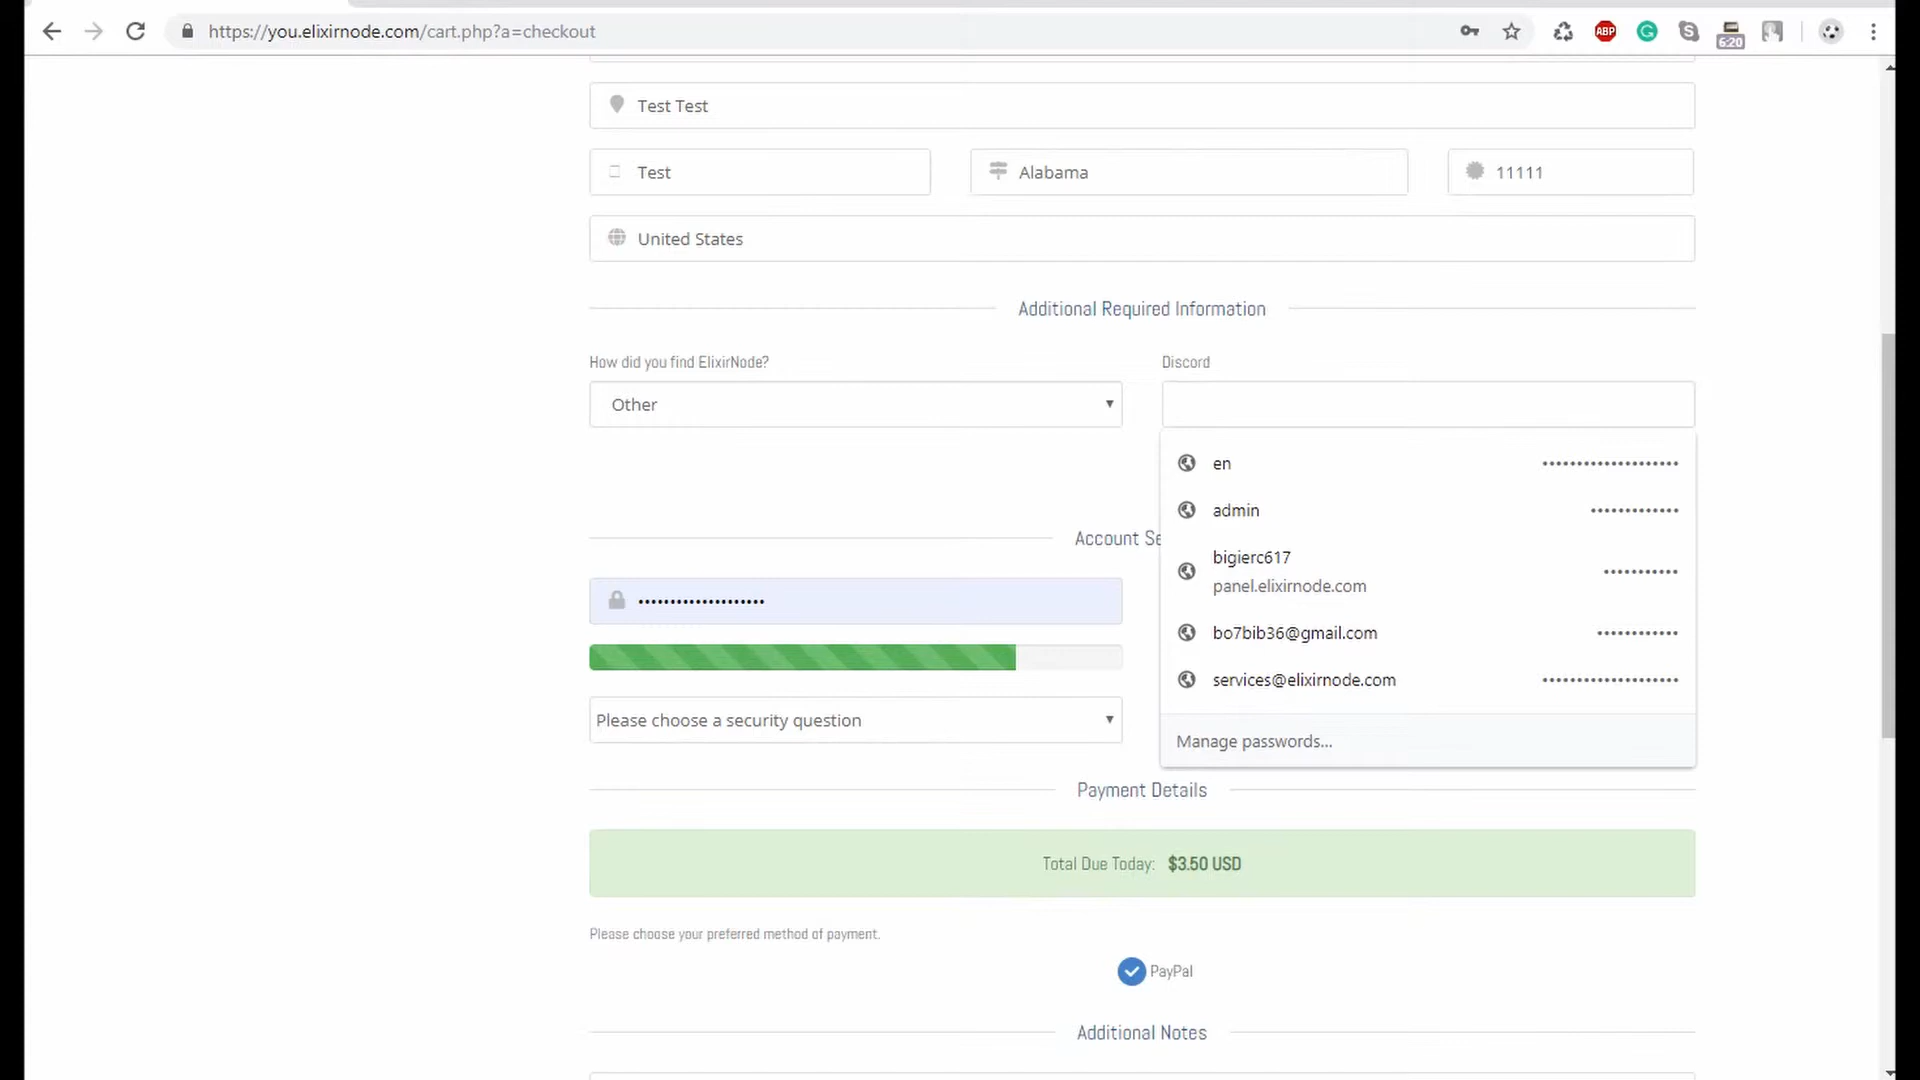 https://you.elixirnode.com/cart.php?a=checkout
ABP
6:20
Test Test
Test
Alabama
11111
United States
Additional Required Information
How did you find ElixirNode?
Discord
Other
en
admin
bigierc617
panel.elixirnode.com
bo7bib36@gmail.com
services@elixirnode.com
Manage passwords...
Account Se
Please choose a security question
Payment Details
Total Due Today: $3.50 USD
Please choose your preferred method of payment.
PayPal
Additional Notes